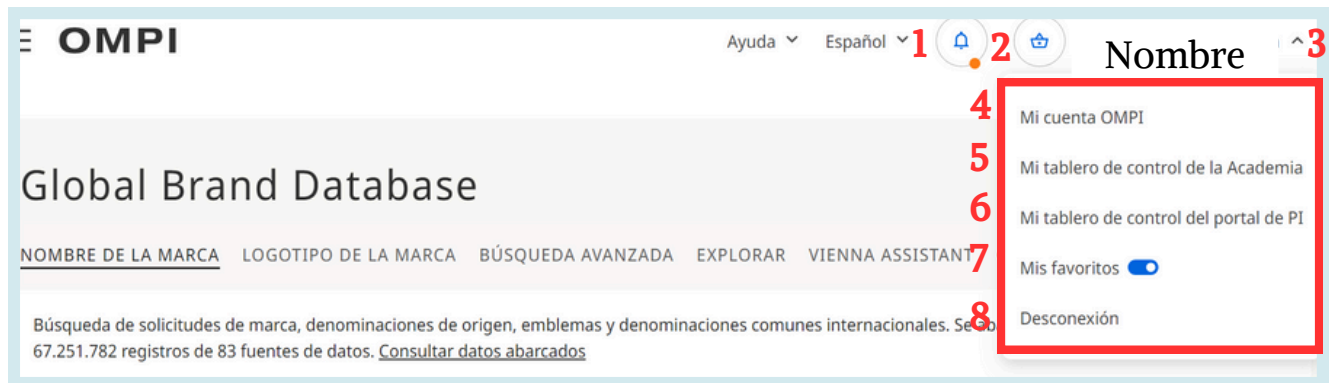 OMPI Ayuda Español 1 2 Nombre 3
4 Mi cuenta OMPI
5 Mi tablero de control de la Academia
Global Brand Database
6 Mi tablero de control del portal de PI
NOMBRE DE LA MARCA LOGOTIPO DE LA MARCA BÚSQUEDA AVANZADA EXPLORAR VIENNA ASSISTANT
7 Mis favoritos
8 Desconexión
Búsqueda de solicitudes de marca, denominaciones de origen, emblemas y denominaciones comunes internacionales. Se
67.251.782 registros de 83 fuentes de datos. Consultar datos abarcados